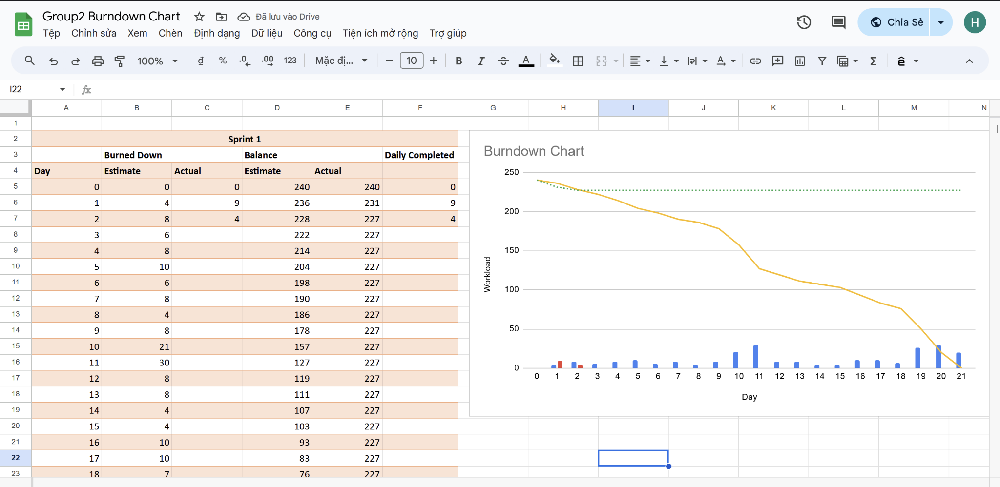 Group2 Burndown Chart Đã lưu vào Drive
Tệp Chỉnh sửa Xem Chèn Định dạng Dữ liệu Công cụ Tiện ích mở rộng Trợ giúp
Chia Sẻ
H
100% đ % .0 .00 123 Mặc đị... 10 B I A A Σ ê
I22 fx
A B C D E F G H I J K L M N
1
2 Sprint 1
3 Burned Down Balance Daily Completed
4 Day Estimate Actual Estimate Actual
5 0 0 0 240 240 0
6 1 4 9 236 231 9
7 2 8 4 228 227 4
8 3 6 222 227
9 4 8 214 227
10 5 10 204 227
11 6 6 198 227
12 7 8 190 227
13 8 4 186 227
14 9 8 178 227
15 10 21 157 227
16 11 30 127 227
17 12 8 119 227
18 13 8 111 227
19 14 4 107 227
20 15 4 103 227
21 16 10 93 227
22 17 10 83 227
23 18 7 76 227
Burndown Chart
250
200
150
100
50
0
Workload
0 1 2 3 4 5 6 7 8 9 10 11 12 13 14 15 16 17 18 19 20 21
Day